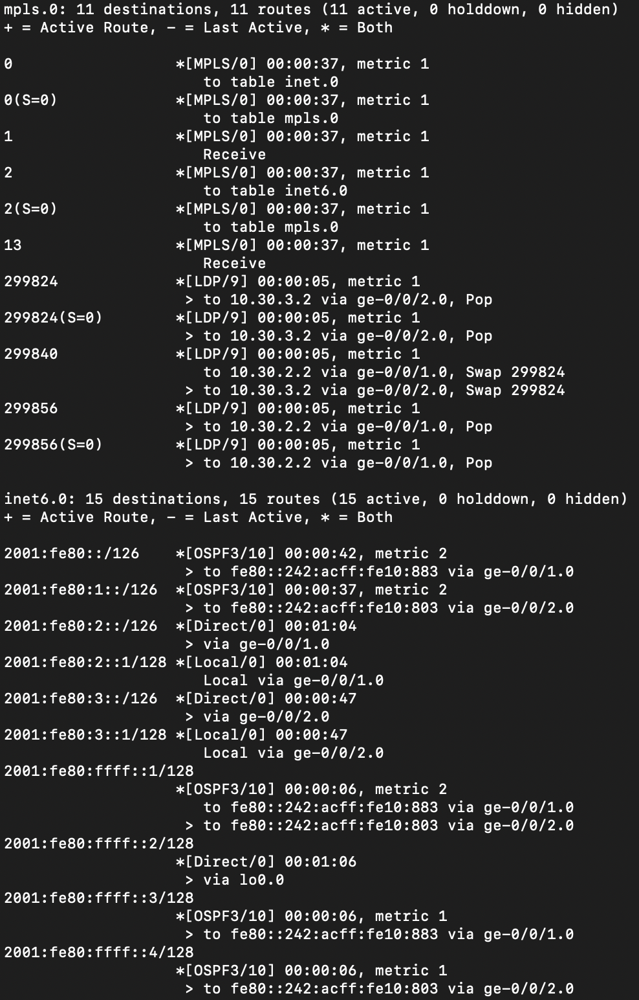 mpls.0: 11 destinations, 11 routes (11 active, 0 holddown, 0 hidden)
+ = Active Route, - = Last Active, * = Both

0                  *[MPLS/0] 00:00:37, metric 1
                      to table inet.0
0(S=0)             *[MPLS/0] 00:00:37, metric 1
                      to table mpls.0
1                  *[MPLS/0] 00:00:37, metric 1
                      Receive
2                  *[MPLS/0] 00:00:37, metric 1
                      to table inet6.0
2(S=0)             *[MPLS/0] 00:00:37, metric 1
                      to table mpls.0
13                 *[MPLS/0] 00:00:37, metric 1
                      Receive
299824             *[LDP/9] 00:00:05, metric 1
                    > to 10.30.3.2 via ge-0/0/2.0, Pop
299824(S=0)        *[LDP/9] 00:00:05, metric 1
                    > to 10.30.3.2 via ge-0/0/2.0, Pop
299840             *[LDP/9] 00:00:05, metric 1
                      to 10.30.2.2 via ge-0/0/1.0, Swap 299824
                    > to 10.30.3.2 via ge-0/0/2.0, Swap 299824
299856             *[LDP/9] 00:00:05, metric 1
                    > to 10.30.2.2 via ge-0/0/1.0, Pop
299856(S=0)        *[LDP/9] 00:00:05, metric 1
                    > to 10.30.2.2 via ge-0/0/1.0, Pop

inet6.0: 15 destinations, 15 routes (15 active, 0 holddown, 0 hidden)
+ = Active Route, - = Last Active, * = Both

2001:fe80::/126    *[OSPF3/10] 00:00:42, metric 2
                    > to fe80::242:acff:fe10:883 via ge-0/0/1.0
2001:fe80:1::/126  *[OSPF3/10] 00:00:37, metric 2
                    > to fe80::242:acff:fe10:803 via ge-0/0/2.0
2001:fe80:2::/126  *[Direct/0] 00:01:04
                    > via ge-0/0/1.0
2001:fe80:2::1/128 *[Local/0] 00:01:04
                      Local via ge-0/0/1.0
2001:fe80:3::/126  *[Direct/0] 00:00:47
                    > via ge-0/0/2.0
2001:fe80:3::1/128 *[Local/0] 00:00:47
                      Local via ge-0/0/2.0
2001:fe80:ffff::1/128
                   *[OSPF3/10] 00:00:06, metric 2
                      to fe80::242:acff:fe10:883 via ge-0/0/1.0
                    > to fe80::242:acff:fe10:803 via ge-0/0/2.0
2001:fe80:ffff::2/128
                   *[Direct/0] 00:01:06
                    > via lo0.0
2001:fe80:ffff::3/128
                   *[OSPF3/10] 00:00:06, metric 1
                    > to fe80::242:acff:fe10:883 via ge-0/0/1.0
2001:fe80:ffff::4/128
                   *[OSPF3/10] 00:00:06, metric 1
                    > to fe80::242:acff:fe10:803 via ge-0/0/2.0